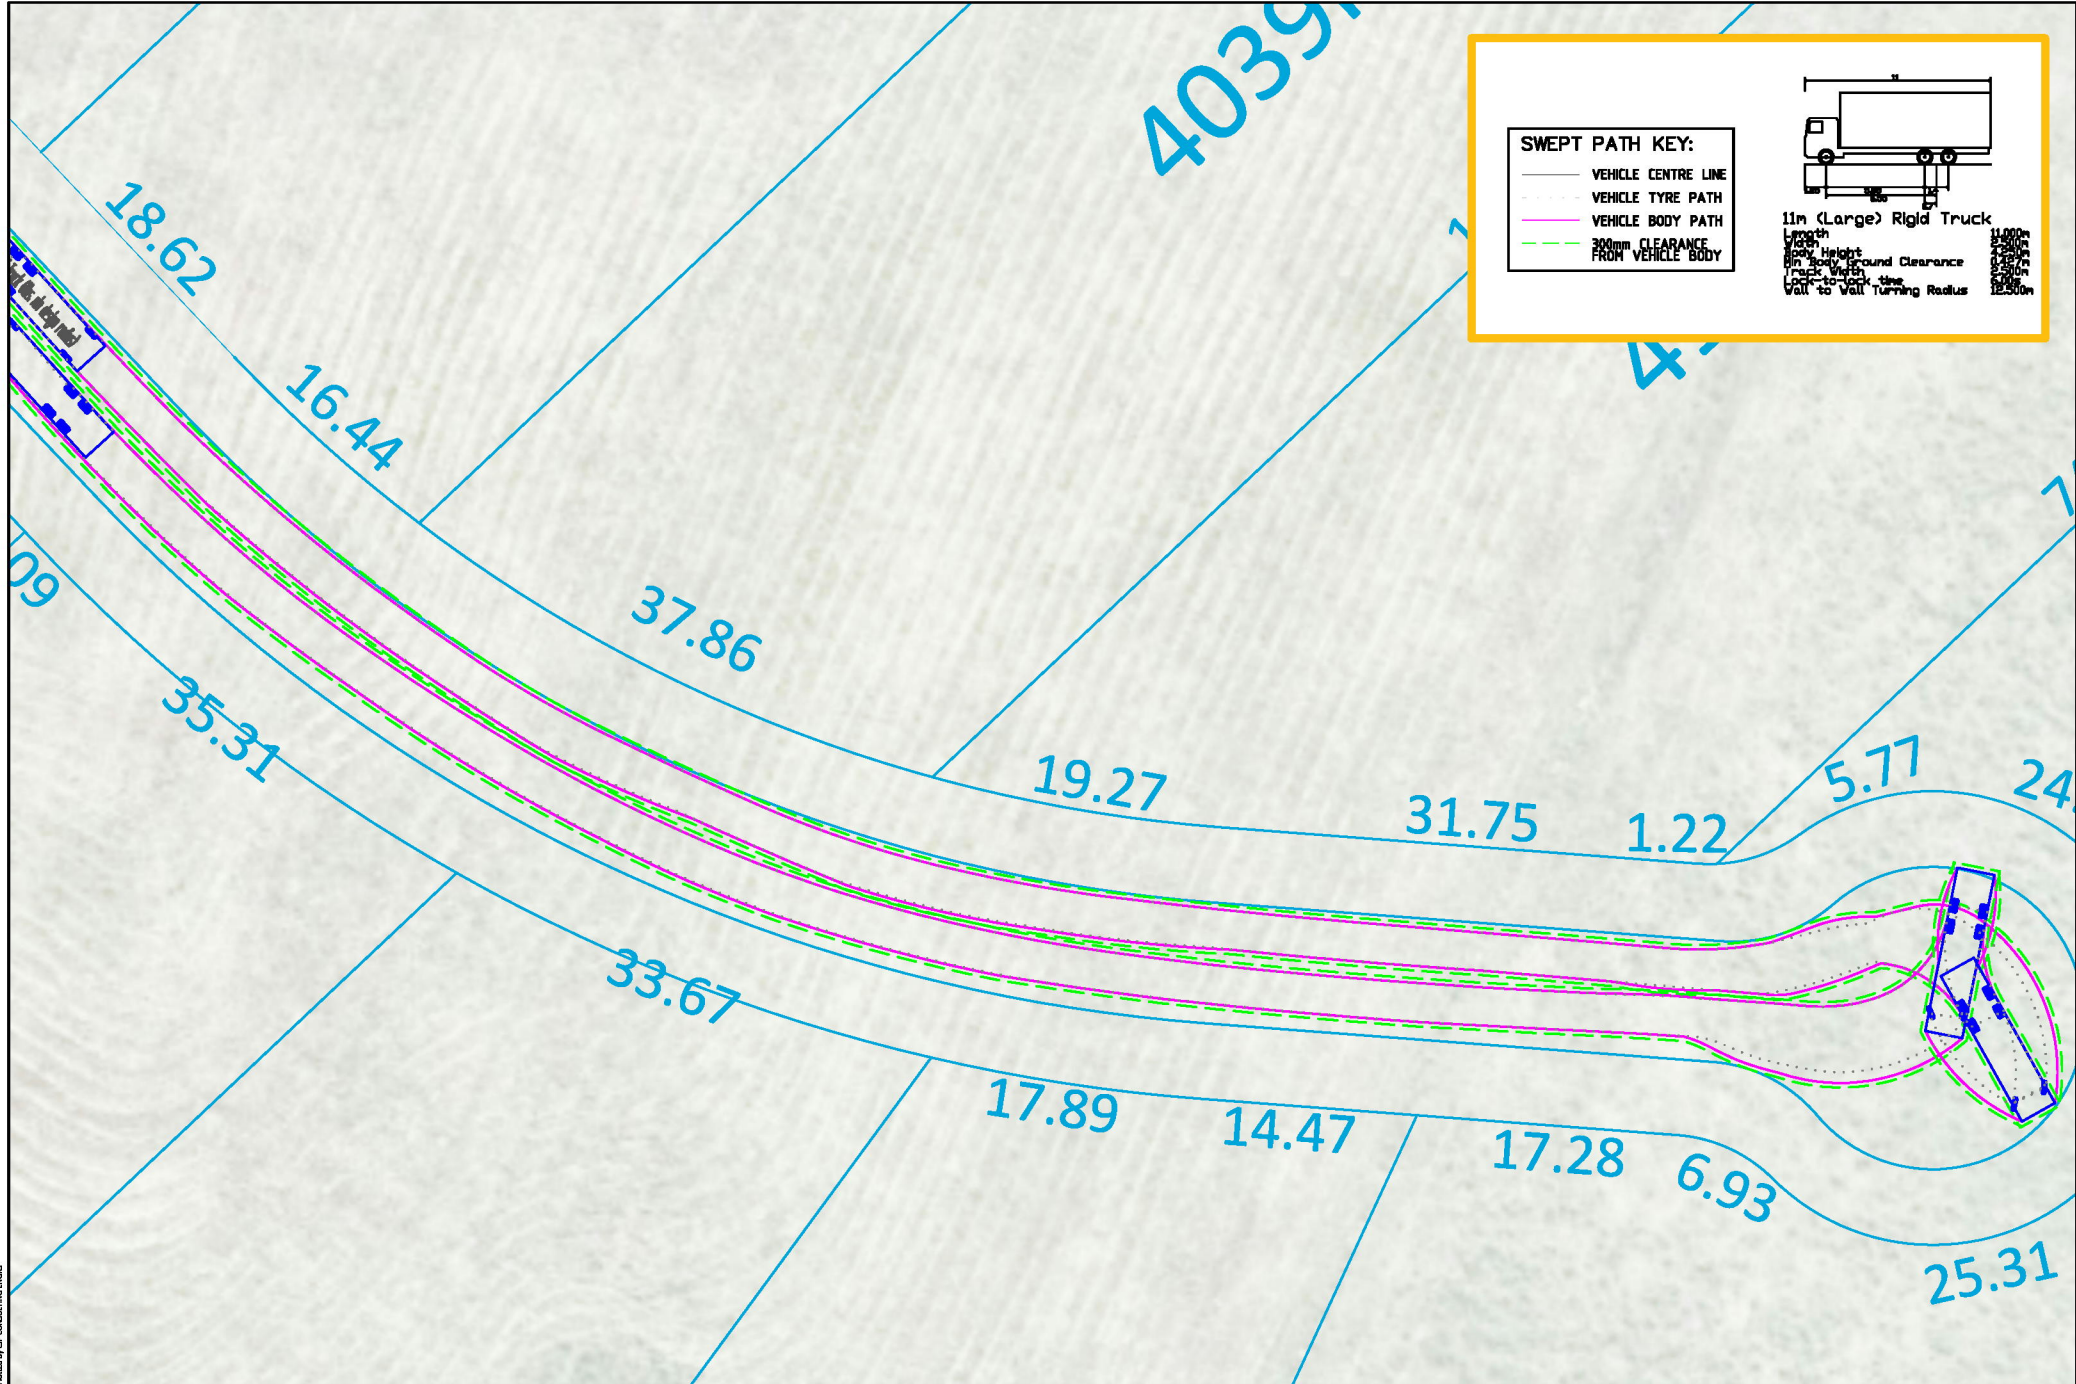 4039
18.62
16.44
37.86
19.27
31.75
1.22
5.77
24.
09
35.31
33.67
17.89
14.47
17.28
6.93
25.31
SWEPT PATH KEY:
VEHICLE CENTRE LINE
VEHICLE TYRE PATH
VEHICLE BODY PATH
300mm CLEARANCE
FROM VEHICLE BODY
11
11m (Large) Rigid Truck
Length 11.000m
Width 2.500m
Body Height
Min Body Ground Clearance
Track Width 2.500m
Lock-to-lock time
Wall to Wall Turning Radius 12.500m